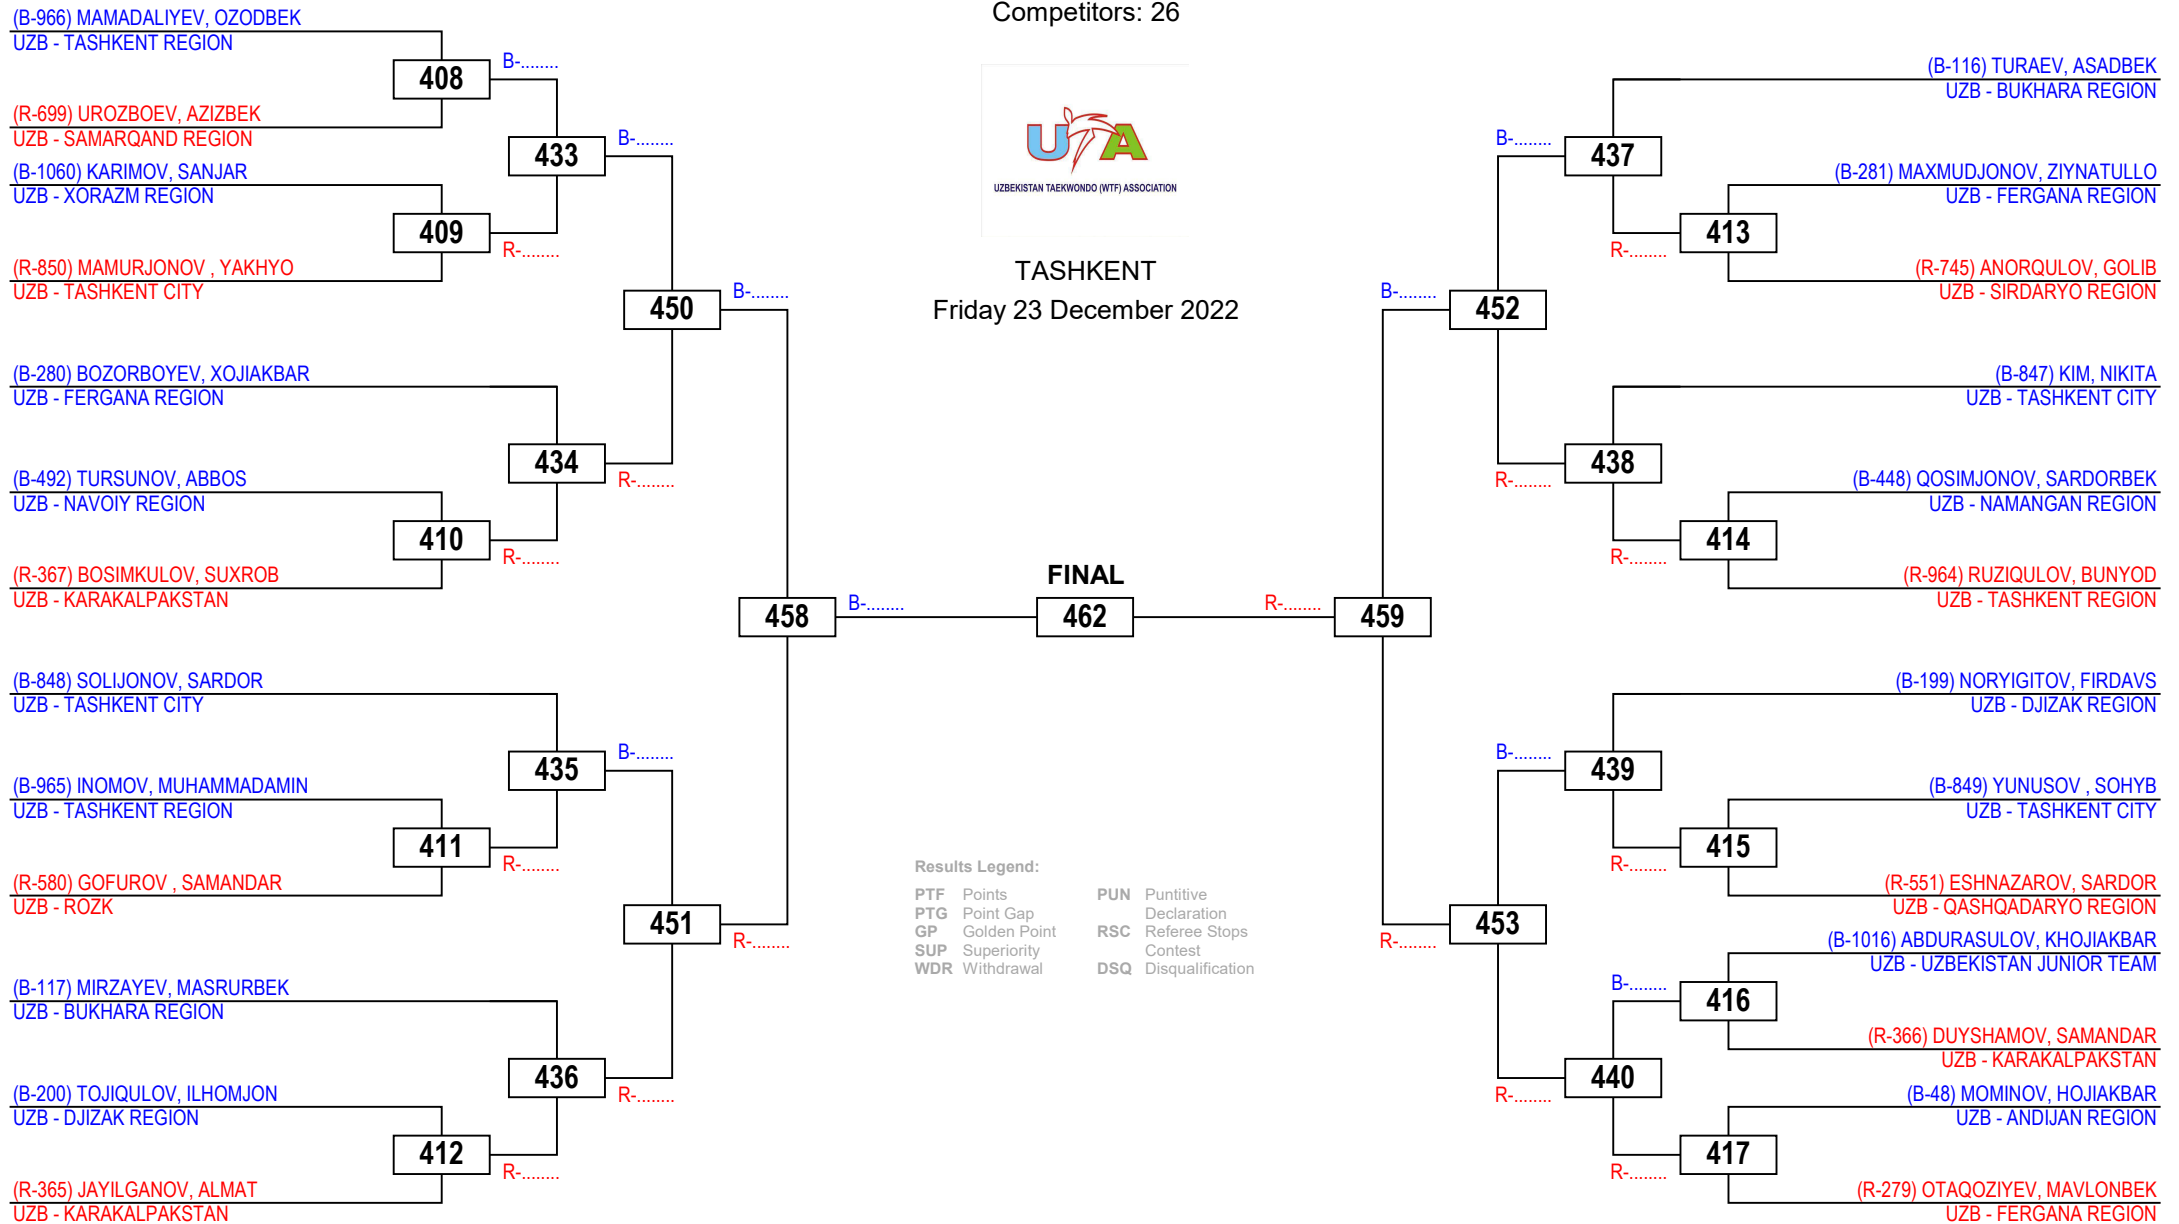 Competitors: 26
UTA
UZBEKISTAN TAEKWONDO (WTF) ASSOCIATION
TASHKENT
Friday 23 December 2022
(B-966) MAMADALIYEV, OZODBEK
UZB - TASHKENT REGION
408
B-........
(R-699) UROZBOEV, AZIZBEK
UZB - SAMARQAND REGION
433
B-........
(B-1060) KARIMOV, SANJAR
UZB - XORAZM REGION
409
R-........
(R-850) MAMURJONOV , YAKHYO
UZB - TASHKENT CITY
450
B-........
(B-280) BOZORBOYEV, XOJIAKBAR
UZB - FERGANA REGION
434
R-........
(B-492) TURSUNOV, ABBOS
UZB - NAVOIY REGION
410
R-........
(R-367) BOSIMKULOV, SUXROB
UZB - KARAKALPAKSTAN
458
B-........
(B-848) SOLIJONOV, SARDOR
UZB - TASHKENT CITY
435
B-........
(B-965) INOMOV, MUHAMMADAMIN
UZB - TASHKENT REGION
411
R-........
(R-580) GOFUROV , SAMANDAR
UZB - ROZK
451
R-........
(B-117) MIRZAYEV, MASRURBEK
UZB - BUKHARA REGION
436
R-........
(B-200) TOJIQULOV, ILHOMJON
UZB - DJIZAK REGION
412
R-........
(R-365) JAYILGANOV, ALMAT
UZB - KARAKALPAKSTAN
FINAL
462
(B-116) TURAEV, ASADBEK
UZB - BUKHARA REGION
B-........
437
(B-281) MAXMUDJONOV, ZIYNATULLO
UZB - FERGANA REGION
R-........
413
(R-745) ANORQULOV, GOLIB
UZB - SIRDARYO REGION
B-........
452
(B-847) KIM, NIKITA
UZB - TASHKENT CITY
R-........
438
(B-448) QOSIMJONOV, SARDORBEK
UZB - NAMANGAN REGION
R-........
414
(R-964) RUZIQULOV, BUNYOD
UZB - TASHKENT REGION
R-........
459
(B-199) NORYIGITOV, FIRDAVS
UZB - DJIZAK REGION
B-........
439
(B-849) YUNUSOV , SOHYB
UZB - TASHKENT CITY
R-........
415
(R-551) ESHNAZAROV, SARDOR
UZB - QASHQADARYO REGION
R-........
453
(B-1016) ABDURASULOV, KHOJIAKBAR
UZB - UZBEKISTAN JUNIOR TEAM
B-........
416
(R-366) DUYSHAMOV, SAMANDAR
UZB - KARAKALPAKSTAN
R-........
440
(B-48) MOMINOV, HOJIAKBAR
UZB - ANDIJAN REGION
R-........
417
(R-279) OTAQOZIYEV, MAVLONBEK
UZB - FERGANA REGION
Results Legend:
PTF Points
PTG Point Gap
GP Golden Point
SUP Superiority
WDR Withdrawal
PUN Puntitive
Declaration
RSC Referee Stops
Contest
DSQ Disqualification